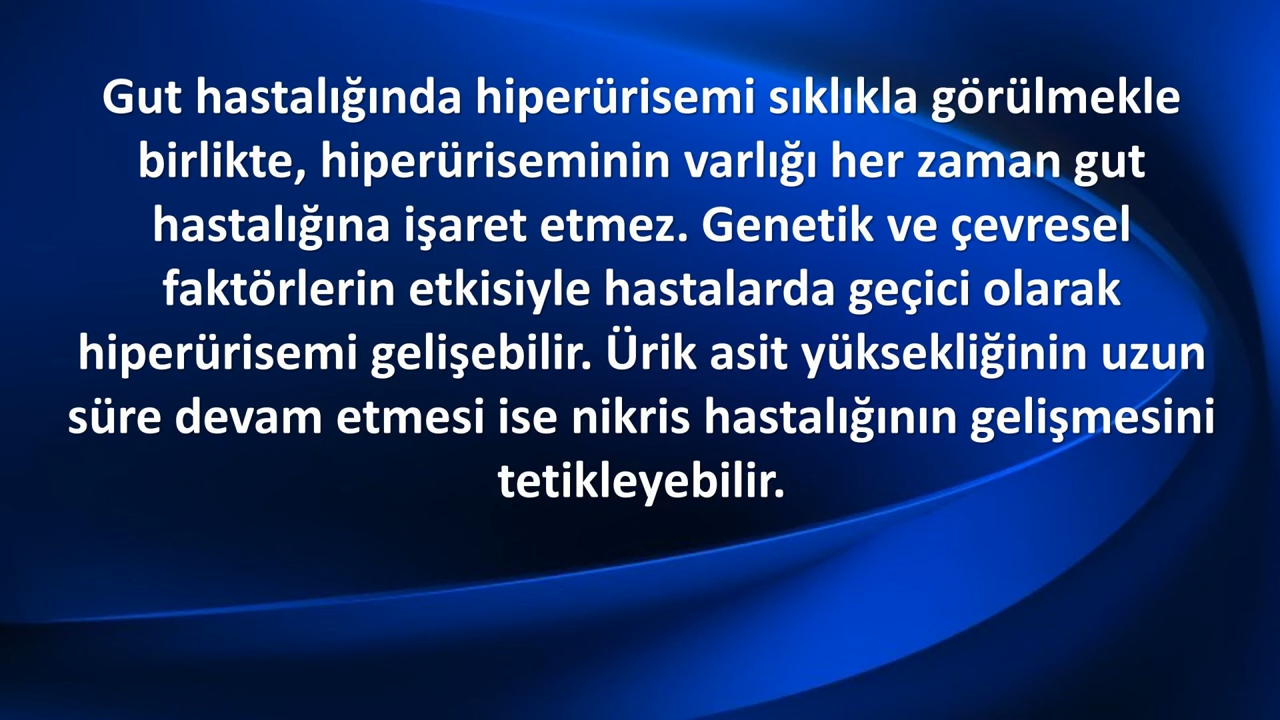 Gut hastalığında hiperürisemi sıklıkla görülmekle
birlikte, hiperüriseminin varlığı her zaman gut
hastalığına işaret etmez. Genetik ve çevresel
faktörlerin etkisiyle hastalarda geçici olarak
hiperürisemi gelişebilir. Ürik asit yüksekliğinin uzun
süre devam etmesi ise nikris hastalığının gelişmesini
tetikleyebilir.